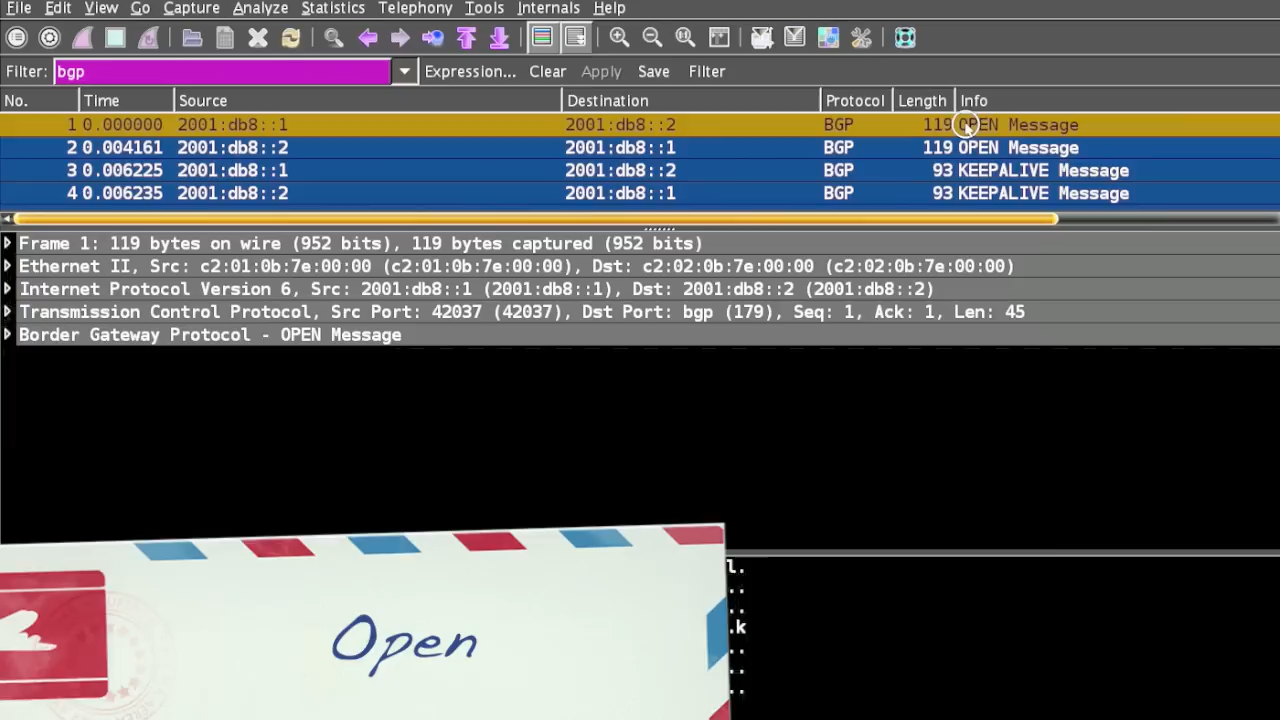 File Edit View Go Capture Analyze Statistics Telephony Tools Internals Help
Filter: bgp Expression... Clear Apply Save Filter
No. Time Source Destination Protocol Length Info
1 0.000000 2001:db8::1 2001:db8::2 BGP 119 OPEN Message
2 0.004161 2001:db8::2 2001:db8::1 BGP 119 OPEN Message
3 0.006225 2001:db8::1 2001:db8::2 BGP 93 KEEPALIVE Message
4 0.006235 2001:db8::2 2001:db8::1 BGP 93 KEEPALIVE Message
Frame 1: 119 bytes on wire (952 bits), 119 bytes captured (952 bits)
Ethernet II, Src: c2:01:0b:7e:00:00 (c2:01:0b:7e:00:00), Dst: c2:02:0b:7e:00:00 (c2:02:0b:7e:00:00)
Internet Protocol Version 6, Src: 2001:db8::1 (2001:db8::1), Dst: 2001:db8::2 (2001:db8::2)
Transmission Control Protocol, Src Port: 42037 (42037), Dst Port: bgp (179), Seq: 1, Ack: 1, Len: 45
Border Gateway Protocol - OPEN Message
l.
..
..
.k
..
..
..
Open